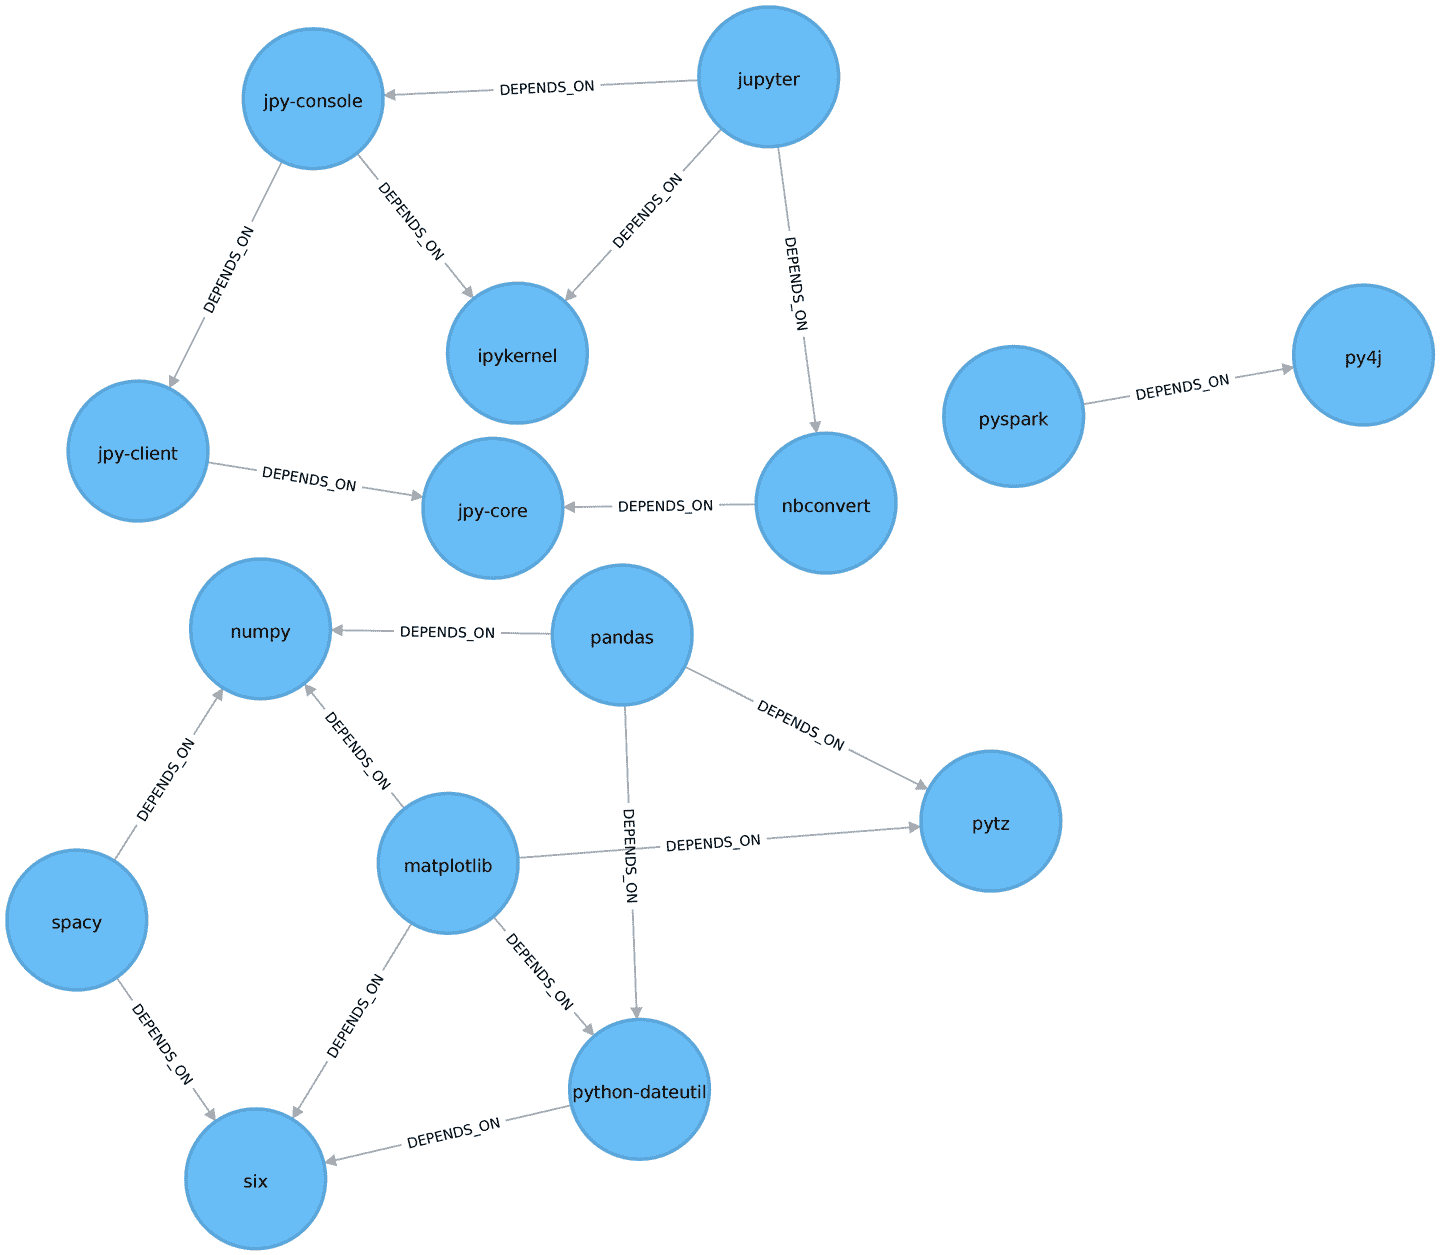 jupyter
jpy-console
DEPENDS_ON
DEPENDS_ON
DEPENDS_ON
DEPENDS_ON
DEPENDS_ON
ipykernel
py4j
pyspark
DEPENDS_ON
jpy-client
DEPENDS_ON
jpy-core
DEPENDS_ON
nbconvert
numpy
DEPENDS_ON
pandas
DEPENDS_ON
DEPENDS_ON
DEPENDS_ON
pytz
DEPENDS_ON
DEPENDS_ON
matplotlib
spacy
DEPENDS_ON
DEPENDS_ON
DEPENDS_ON
python-dateutil
DEPENDS_ON
six